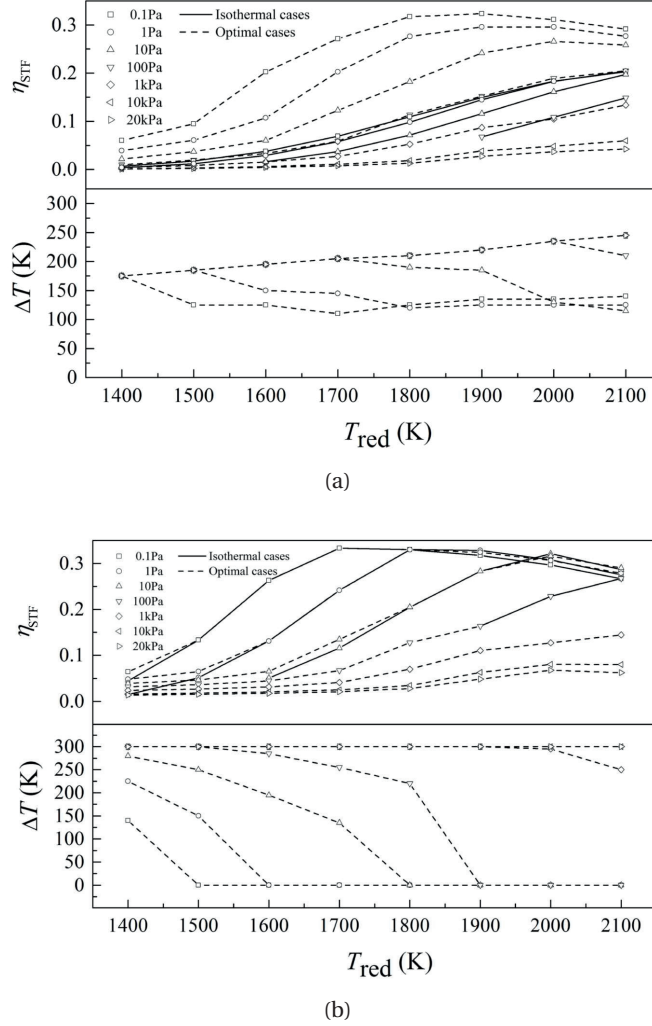 0.1Pa Isothermal cases
1Pa Optimal cases
10Pa
100Pa
1kPa
10kPa
20kPa
η_STF
0.3
0.2
0.1
0.0
ΔT (K)
300
250
200
150
100
50
0
1400 1500 1600 1700 1800 1900 2000 2100
T_red (K)
(a)
0.1Pa Isothermal cases
1Pa Optimal cases
10Pa
100Pa
1kPa
10kPa
20kPa
η_STF
0.3
0.2
0.1
0.0
ΔT (K)
300
250
200
150
100
50
0
1400 1500 1600 1700 1800 1900 2000 2100
T_red (K)
(b)